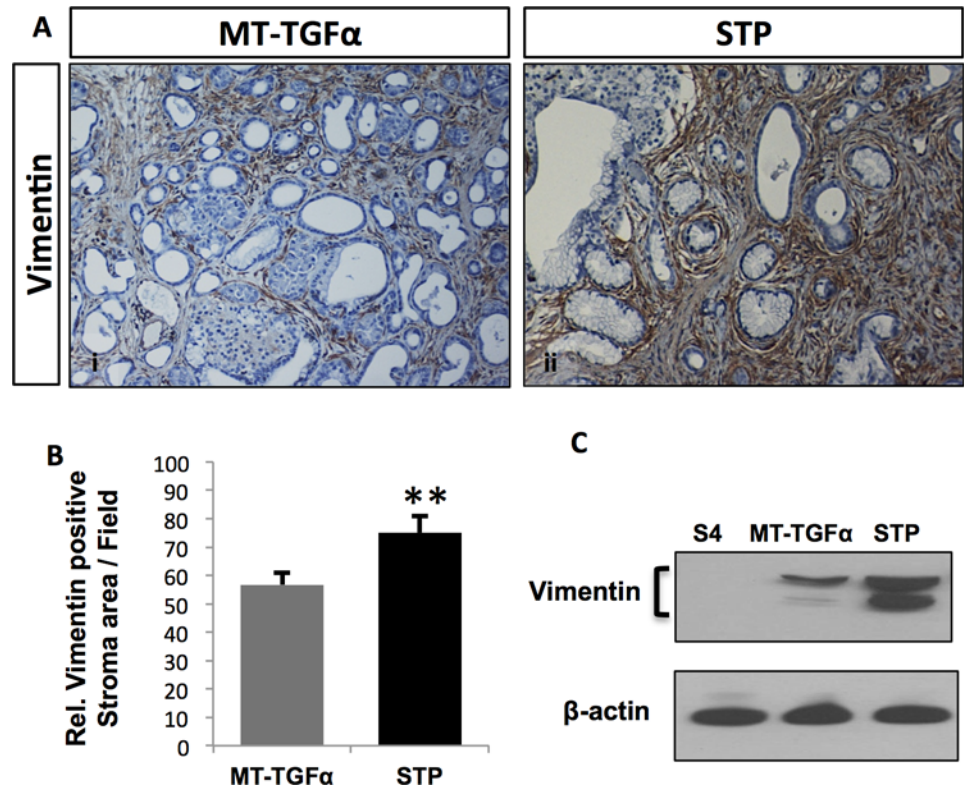 A
MT-TGFα
STP
Vimentin
i
ii
B
Rel. Vimentin positive
Stroma area / Field
100
90
80
70
60
50
40
30
20
10
0
**
MT-TGFα
STP
C
S4 MT-TGFα STP
Vimentin
β-actin